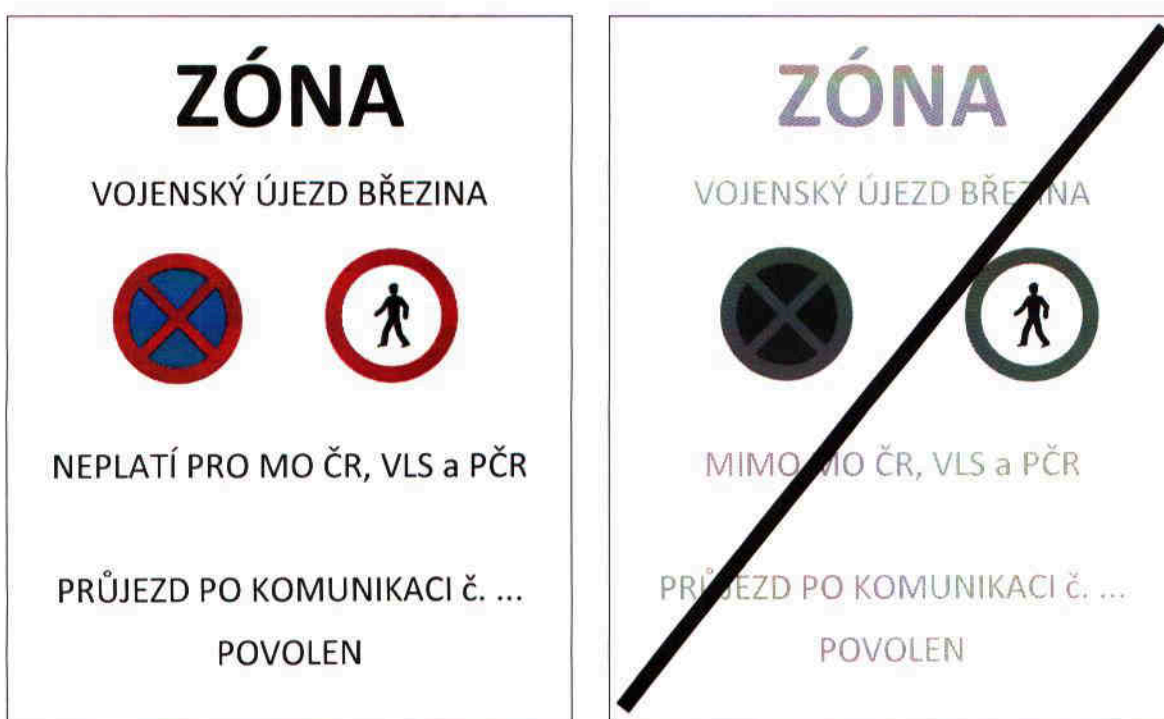 ZÓNA
VOJENSKÝ ÚJEZD BŘEZINA
NEPLATÍ PRO MO ČR, VLS a PČR
PRŮJEZD PO KOMUNIKACI č. ...
POVOLEN
ZÓNA
VOJENSKÝ ÚJEZD BŘEZINA
MIMO MO ČR, VLS a PČR
PRŮJEZD PO KOMUNIKACI č. ...
POVOLEN